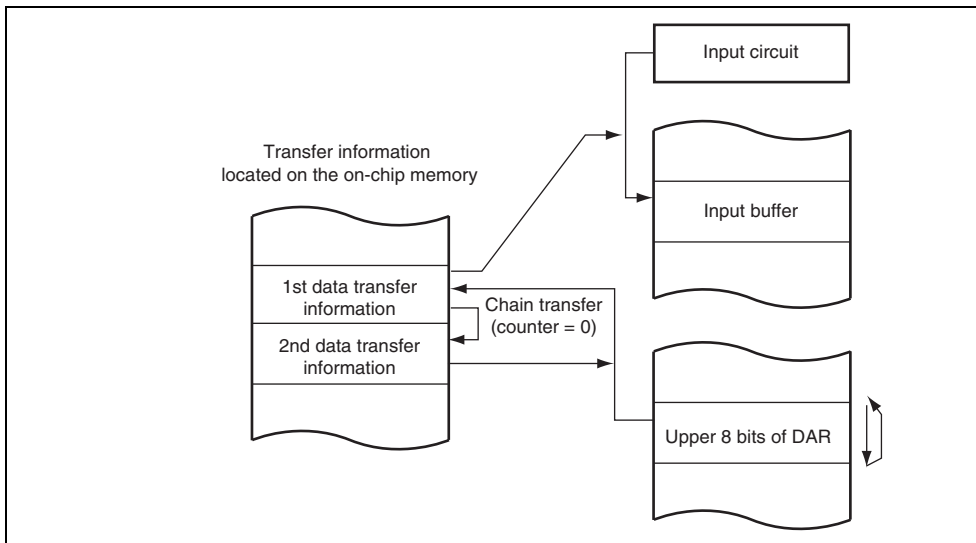 Input circuit
Transfer information
located on the on-chip memory
Input buffer
1st data transfer
information
Chain transfer
(counter = 0)
2nd data transfer
information
Upper 8 bits of DAR